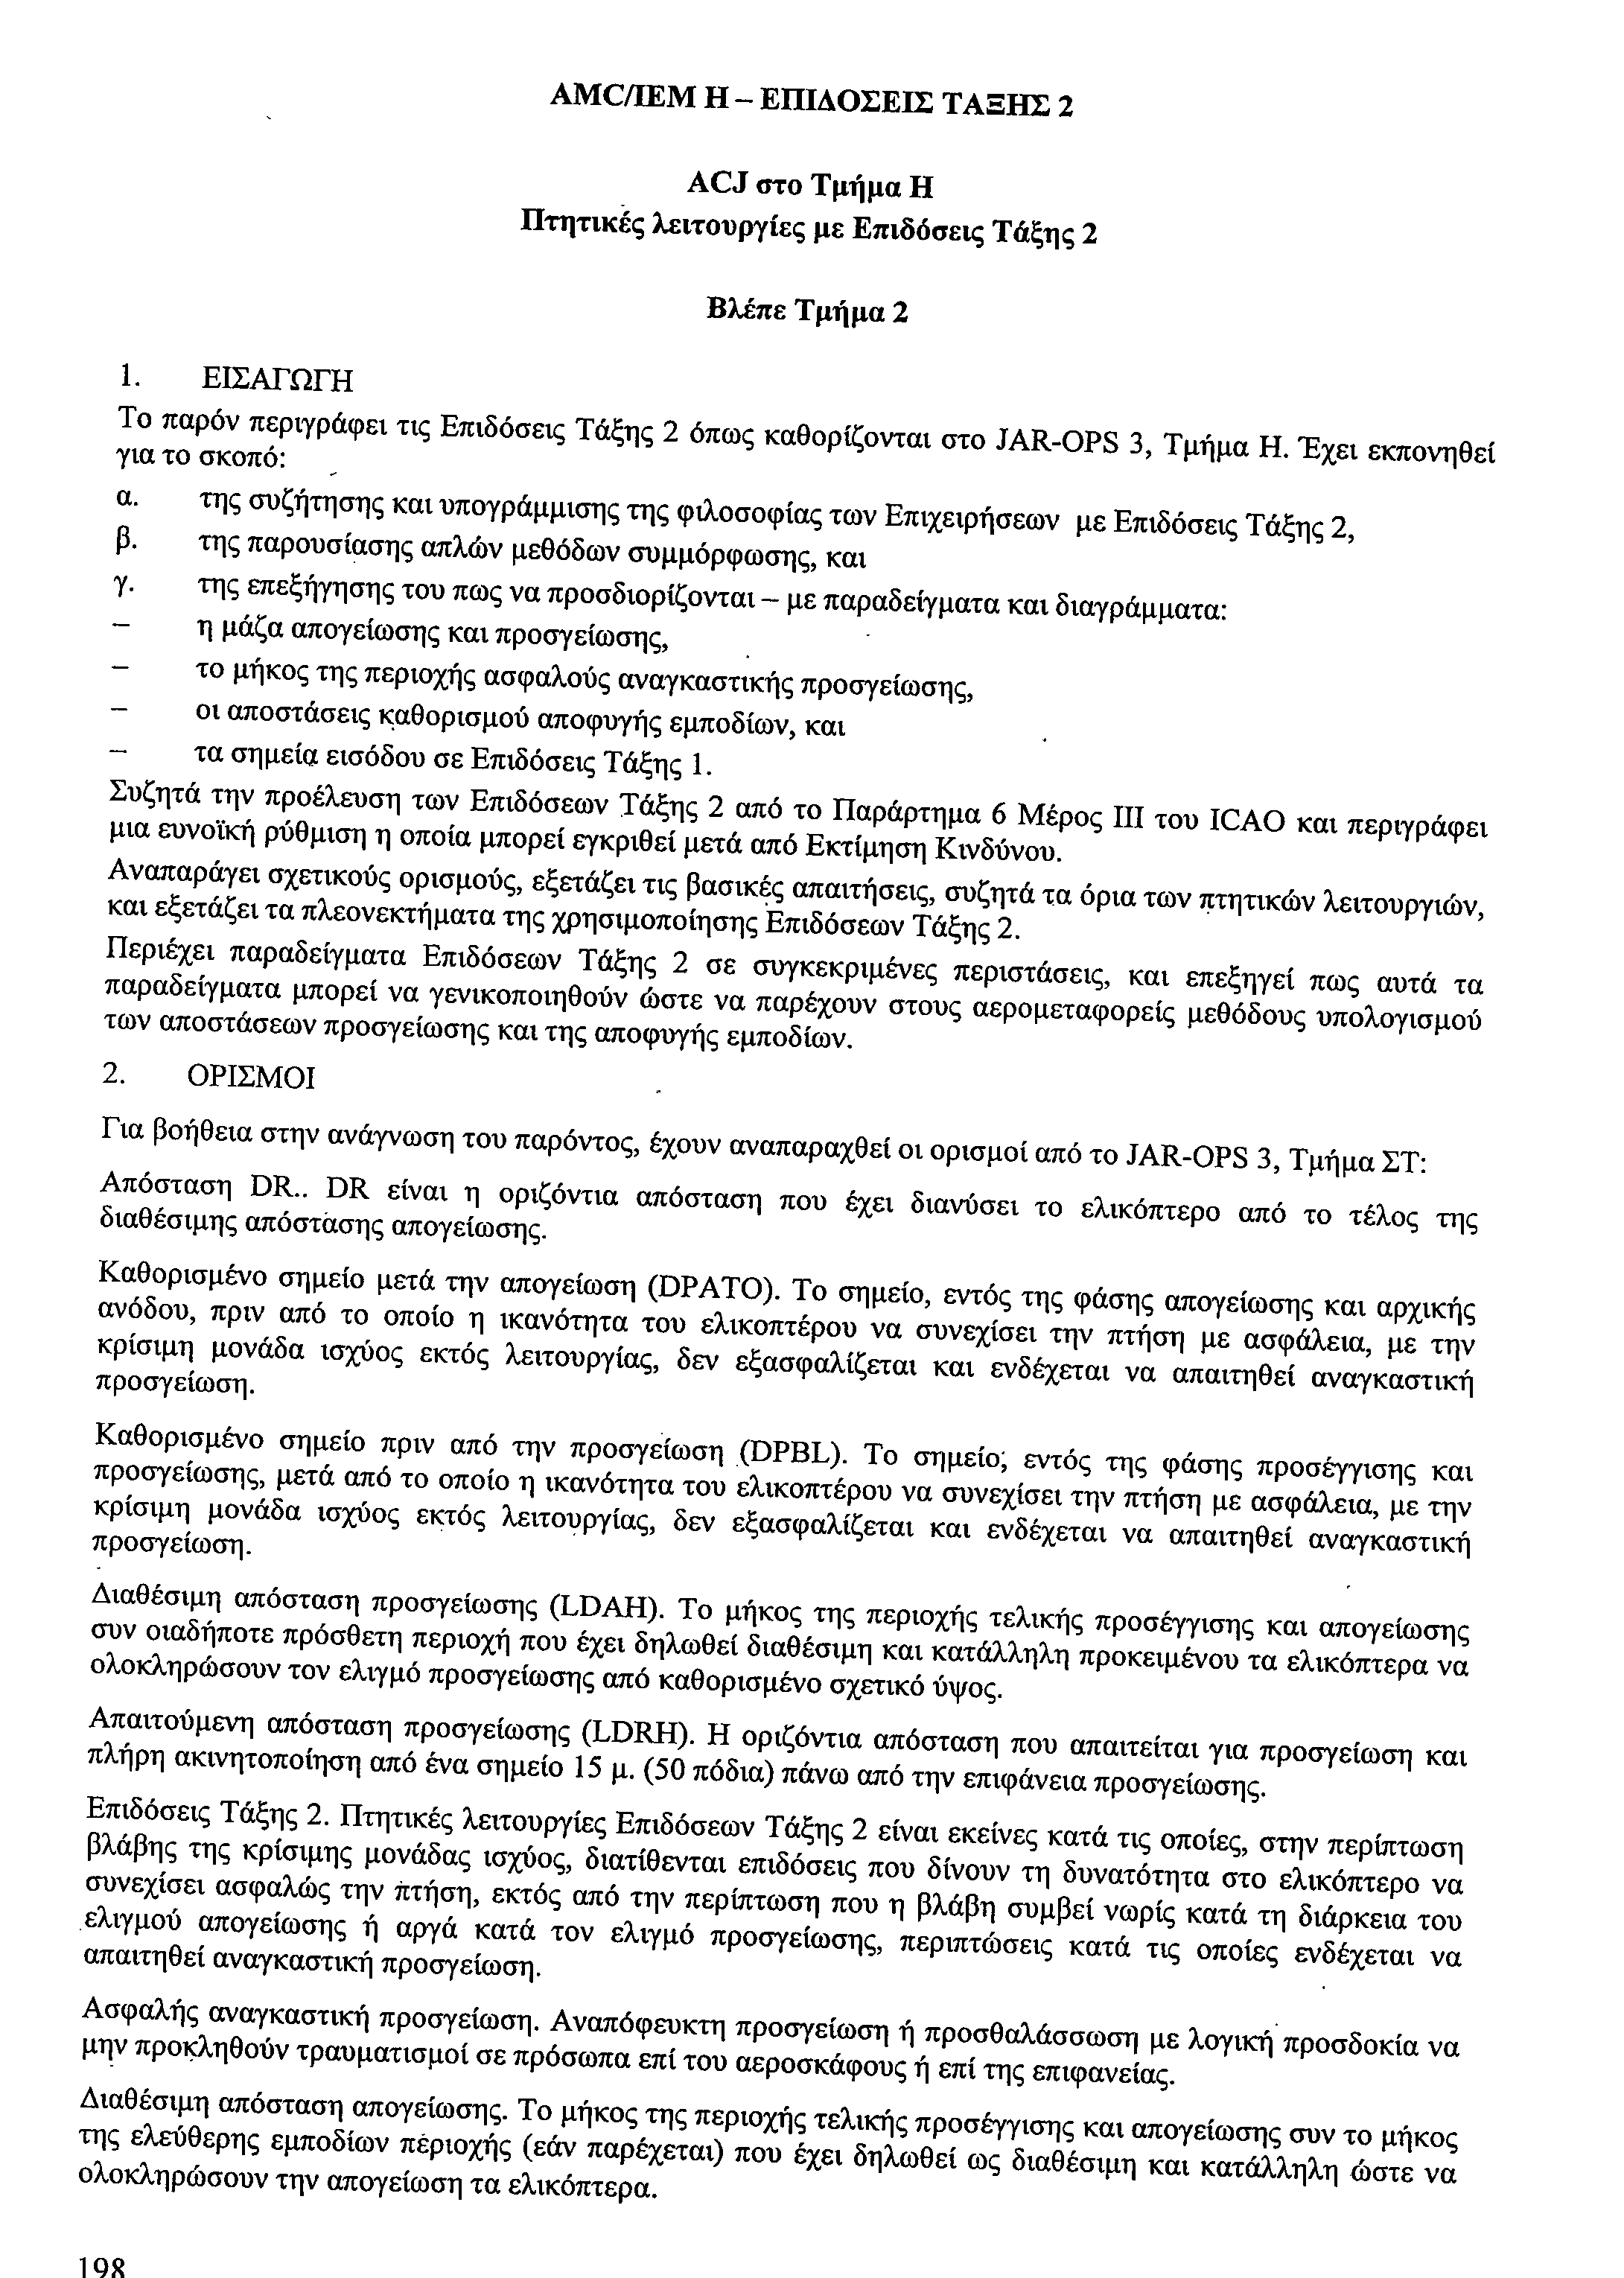 AMC/IEM H – ΕΠΙΔΟΣΕΙΣ ΤΑΞΗΣ 2
ACJ στο Τμήμα Η
Πτητικές λειτουργίες με Επιδόσεις Τάξης 2
Βλέπε Τμήμα 2
1. ΕΙΣΑΓΩΓΗ
Το παρόν περιγράφει τις Επιδόσεις Τάξης 2 όπως καθορίζονται στο JAR-OPS 3, Τμήμα Η. Έχει εκπονηθεί
για το σκοπό:
α. της συζήτησης και υπογράμμισης της φιλοσοφίας των Επιχειρήσεων με Επιδόσεις Τάξης 2,
β. της παρουσίασης απλών μεθόδων συμμόρφωσης, και
γ. της επεξήγησης του πως να προσδιορίζονται – με παραδείγματα και διαγράμματα:
– η μάζα απογείωσης και προσγείωσης,
– το μήκος της περιοχής ασφαλούς αναγκαστικής προσγείωσης,
– οι αποστάσεις καθορισμού αποφυγής εμποδίων, και
– τα σημεία εισόδου σε Επιδόσεις Τάξης 1.
Συζητά την προέλευση των Επιδόσεων Τάξης 2 από το Παράρτημα 6 Μέρος ΙΙΙ του ICAO και περιγράφει
μια ευνοϊκή ρύθμιση η οποία μπορεί εγκριθεί μετά από Εκτίμηση Κινδύνου.
Αναπαράγει σχετικούς ορισμούς, εξετάζει τις βασικές απαιτήσεις, συζητά τα όρια των πτητικών λειτουργιών,
και εξετάζει τα πλεονεκτήματα της χρησιμοποίησης Επιδόσεων Τάξης 2.
Περιέχει παραδείγματα Επιδόσεων Τάξης 2 σε συγκεκριμένες περιστάσεις, και επεξηγεί πως αυτά τα
παραδείγματα μπορεί να γενικοποιηθούν ώστε να παρέχουν στους αερομεταφορείς μεθόδους υπολογισμού
των αποστάσεων προσγείωσης και της αποφυγής εμποδίων.
2. ΟΡΙΣΜΟΙ
Για βοήθεια στην ανάγνωση του παρόντος, έχουν αναπαραχθεί οι ορισμοί από το JAR-OPS 3, Τμήμα ΣΤ:
Απόσταση DR.. DR είναι η οριζόντια απόσταση που έχει διανύσει το ελικόπτερο από το τέλος της
διαθέσιμης απόστασης απογείωσης.
Καθορισμένο σημείο μετά την απογείωση (DPATO). Το σημείο, εντός της φάσης απογείωσης και αρχικής
ανόδου, πριν από το οποίο η ικανότητα του ελικοπτέρου να συνεχίσει την πτήση με ασφάλεια, με την
κρίσιμη μονάδα ισχύος εκτός λειτουργίας, δεν εξασφαλίζεται και ενδέχεται να απαιτηθεί αναγκαστική
προσγείωση.
Καθορισμένο σημείο πριν από την προσγείωση (DPBL). Το σημείο, εντός της φάσης προσέγγισης και
προσγείωσης, μετά από το οποίο η ικανότητα του ελικοπτέρου να συνεχίσει την πτήση με ασφάλεια, με την
κρίσιμη μονάδα ισχύος εκτός λειτουργίας, δεν εξασφαλίζεται και ενδέχεται να απαιτηθεί αναγκαστική
προσγείωση.
Διαθέσιμη απόσταση προσγείωσης (LDAH). Το μήκος της περιοχής τελικής προσέγγισης και απογείωσης
συν οιαδήποτε πρόσθετη περιοχή που έχει δηλωθεί διαθέσιμη και κατάλληλη προκειμένου τα ελικόπτερα να
ολοκληρώσουν τον ελιγμό προσγείωσης από καθορισμένο σχετικό ύψος.
Απαιτούμενη απόσταση προσγείωσης (LDRH). Η οριζόντια απόσταση που απαιτείται για προσγείωση και
πλήρη ακινητοποίηση από ένα σημείο 15 μ. (50 πόδια) πάνω από την επιφάνεια προσγείωσης.
Επιδόσεις Τάξης 2. Πτητικές λειτουργίες Επιδόσεων Τάξης 2 είναι εκείνες κατά τις οποίες, στην περίπτωση
βλάβης της κρίσιμης μονάδας ισχύος, διατίθενται επιδόσεις που δίνουν τη δυνατότητα στο ελικόπτερο να
συνεχίσει ασφαλώς την πτήση, εκτός από την περίπτωση που η βλάβη συμβεί νωρίς κατά τη διάρκεια του
ελιγμού απογείωσης ή αργά κατά τον ελιγμό προσγείωσης, περιπτώσεις κατά τις οποίες ενδέχεται να
απαιτηθεί αναγκαστική προσγείωση.
Ασφαλής αναγκαστική προσγείωση. Αναπόφευκτη προσγείωση ή προσθαλάσσωση με λογική προσδοκία να
μην προκληθούν τραυματισμοί σε πρόσωπα επί του αεροσκάφους ή επί της επιφανείας.
Διαθέσιμη απόσταση απογείωσης. Το μήκος της περιοχής τελικής προσέγγισης και απογείωσης συν το μήκος
της ελεύθερης εμποδίων περιοχής (εάν παρέχεται) που έχει δηλωθεί ως διαθέσιμη και κατάλληλη ώστε να
ολοκληρώσουν την απογείωση τα ελικόπτερα.
198